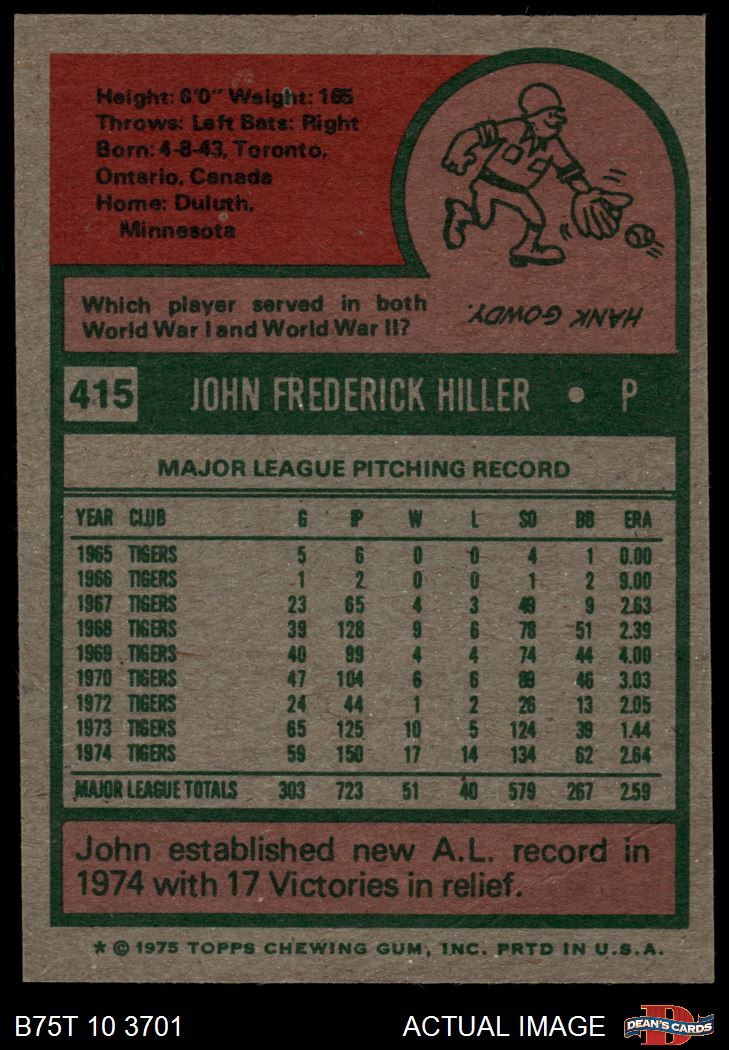 Height: 6'0" Weight: 165
Throws: Left Bats: Right
Born: 4-8-43, Toronto,
Ontario, Canada
Home: Duluth,
Minnesota
Which player served in both
World War I and World War II?
HANK GOWDY.
415 JOHN FREDERICK HILLER • P
MAJOR LEAGUE PITCHING RECORD
YEAR CLUB G IP W L SO BB ERA
1965 TIGERS 5 6 0 0 4 1 0.00
1966 TIGERS 1 2 0 0 1 2 9.00
1967 TIGERS 23 65 4 3 49 9 2.63
1968 TIGERS 39 128 9 6 78 51 2.39
1969 TIGERS 40 99 4 4 74 44 4.00
1970 TIGERS 47 104 6 6 89 46 3.03
1972 TIGERS 24 44 1 2 26 13 2.05
1973 TIGERS 65 125 10 5 124 39 1.44
1974 TIGERS 59 150 17 14 134 62 2.64
MAJOR LEAGUE TOTALS 303 723 51 40 579 267 2.59
John established new A.L. record in
1974 with 17 Victories in relief.
* © 1975 TOPPS CHEWING GUM, INC. PRTD IN U.S.A.
B75T 10 3701 ACTUAL IMAGE DEAN'S CARDS